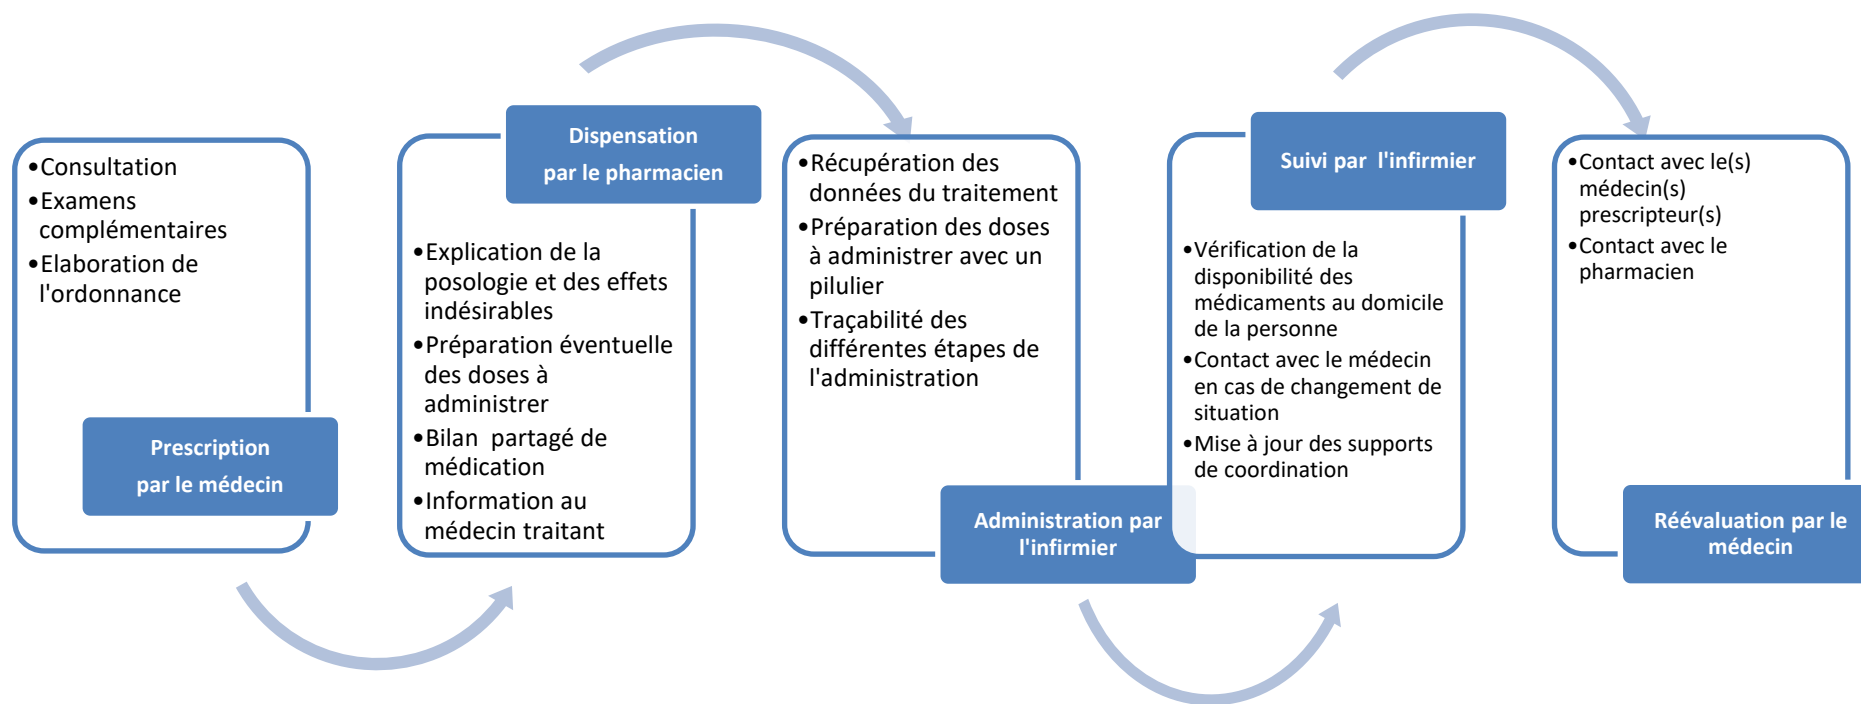 •Consultation
•Examens
complémentaires
•Elaboration de
l'ordonnance
Prescription
par le médecin
Dispensation
par le pharmacien
•Explication de la
posologie et des effets
indésirables
•Préparation éventuelle
des doses à
administrer
•Bilan partagé de
médication
•Information au
médecin traitant
•Récupération des
données du traitement
•Préparation des doses
à administrer avec un
pilulier
•Traçabilité des
différentes étapes de
l'administration
Administration par
l'infirmier
Suivi par l'infirmier
•Vérification de la
disponibilité des
médicaments au domicile
de la personne
•Contact avec le médecin
en cas de changement de
situation
•Mise à jour des supports
de coordination
•Contact avec le(s)
médecin(s)
prescripteur(s)
•Contact avec le
pharmacien
Réévaluation par le
médecin